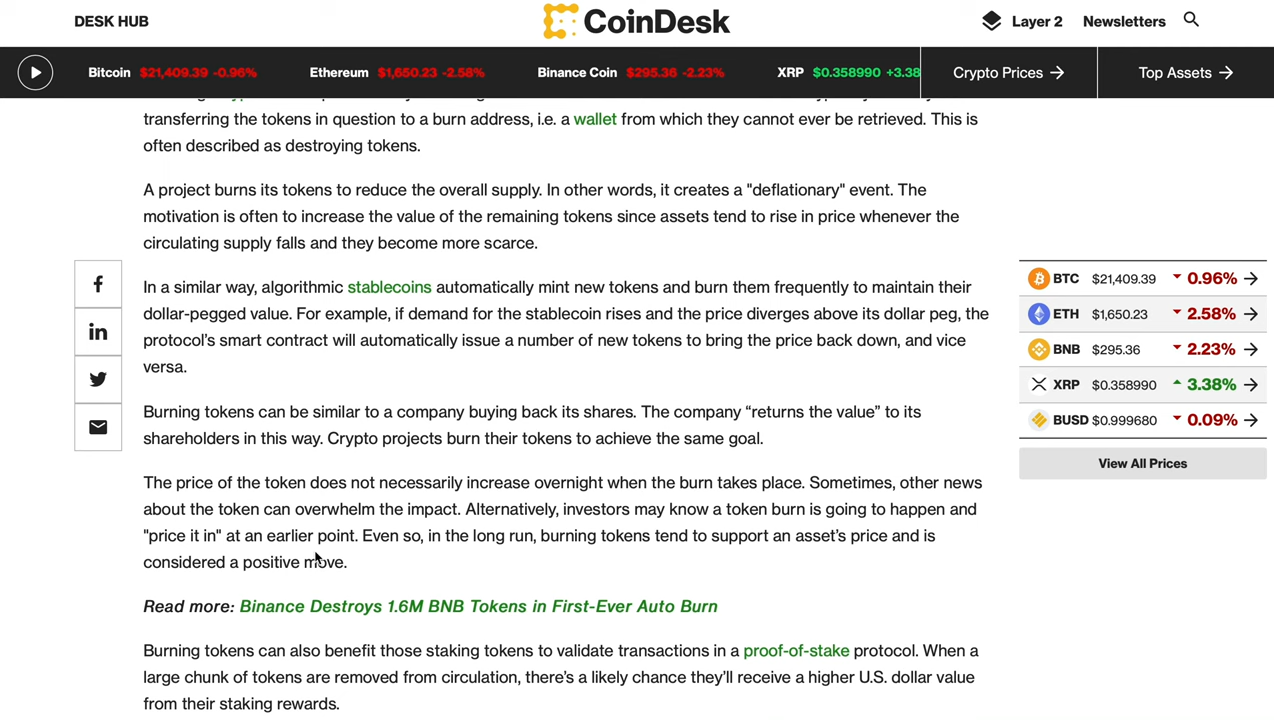 DESK HUB
CoinDesk
Layer 2
Newsletters
Bitcoin $21,409.39 -0.96%
Ethereum $1,650.23 -2.58%
Binance Coin $295.36 -2.23%
XRP $0.358990 +3.38
Crypto Prices →
Top Assets →
transferring the tokens in question to a burn address, i.e. a wallet from which they cannot ever be retrieved. This is
often described as destroying tokens.
A project burns its tokens to reduce the overall supply. In other words, it creates a "deflationary" event. The
motivation is often to increase the value of the remaining tokens since assets tend to rise in price whenever the
circulating supply falls and they become more scarce.
In a similar way, algorithmic stablecoins automatically mint new tokens and burn them frequently to maintain their
dollar-pegged value. For example, if demand for the stablecoin rises and the price diverges above its dollar peg, the
protocol's smart contract will automatically issue a number of new tokens to bring the price back down, and vice
versa.
Burning tokens can be similar to a company buying back its shares. The company “returns the value” to its
shareholders in this way. Crypto projects burn their tokens to achieve the same goal.
The price of the token does not necessarily increase overnight when the burn takes place. Sometimes, other news
about the token can overwhelm the impact. Alternatively, investors may know a token burn is going to happen and
"price it in" at an earlier point. Even so, in the long run, burning tokens tend to support an asset's price and is
considered a positive move.
Read more: Binance Destroys 1.6M BNB Tokens in First-Ever Auto Burn
Burning tokens can also benefit those staking tokens to validate transactions in a proof-of-stake protocol. When a
large chunk of tokens are removed from circulation, there's a likely chance they'll receive a higher U.S. dollar value
from their staking rewards.
BTC $21,409.39 0.96% →
ETH $1,650.23 2.58% →
BNB $295.36 2.23% →
XRP $0.358990 3.38% →
BUSD $0.999680 0.09% →
View All Prices